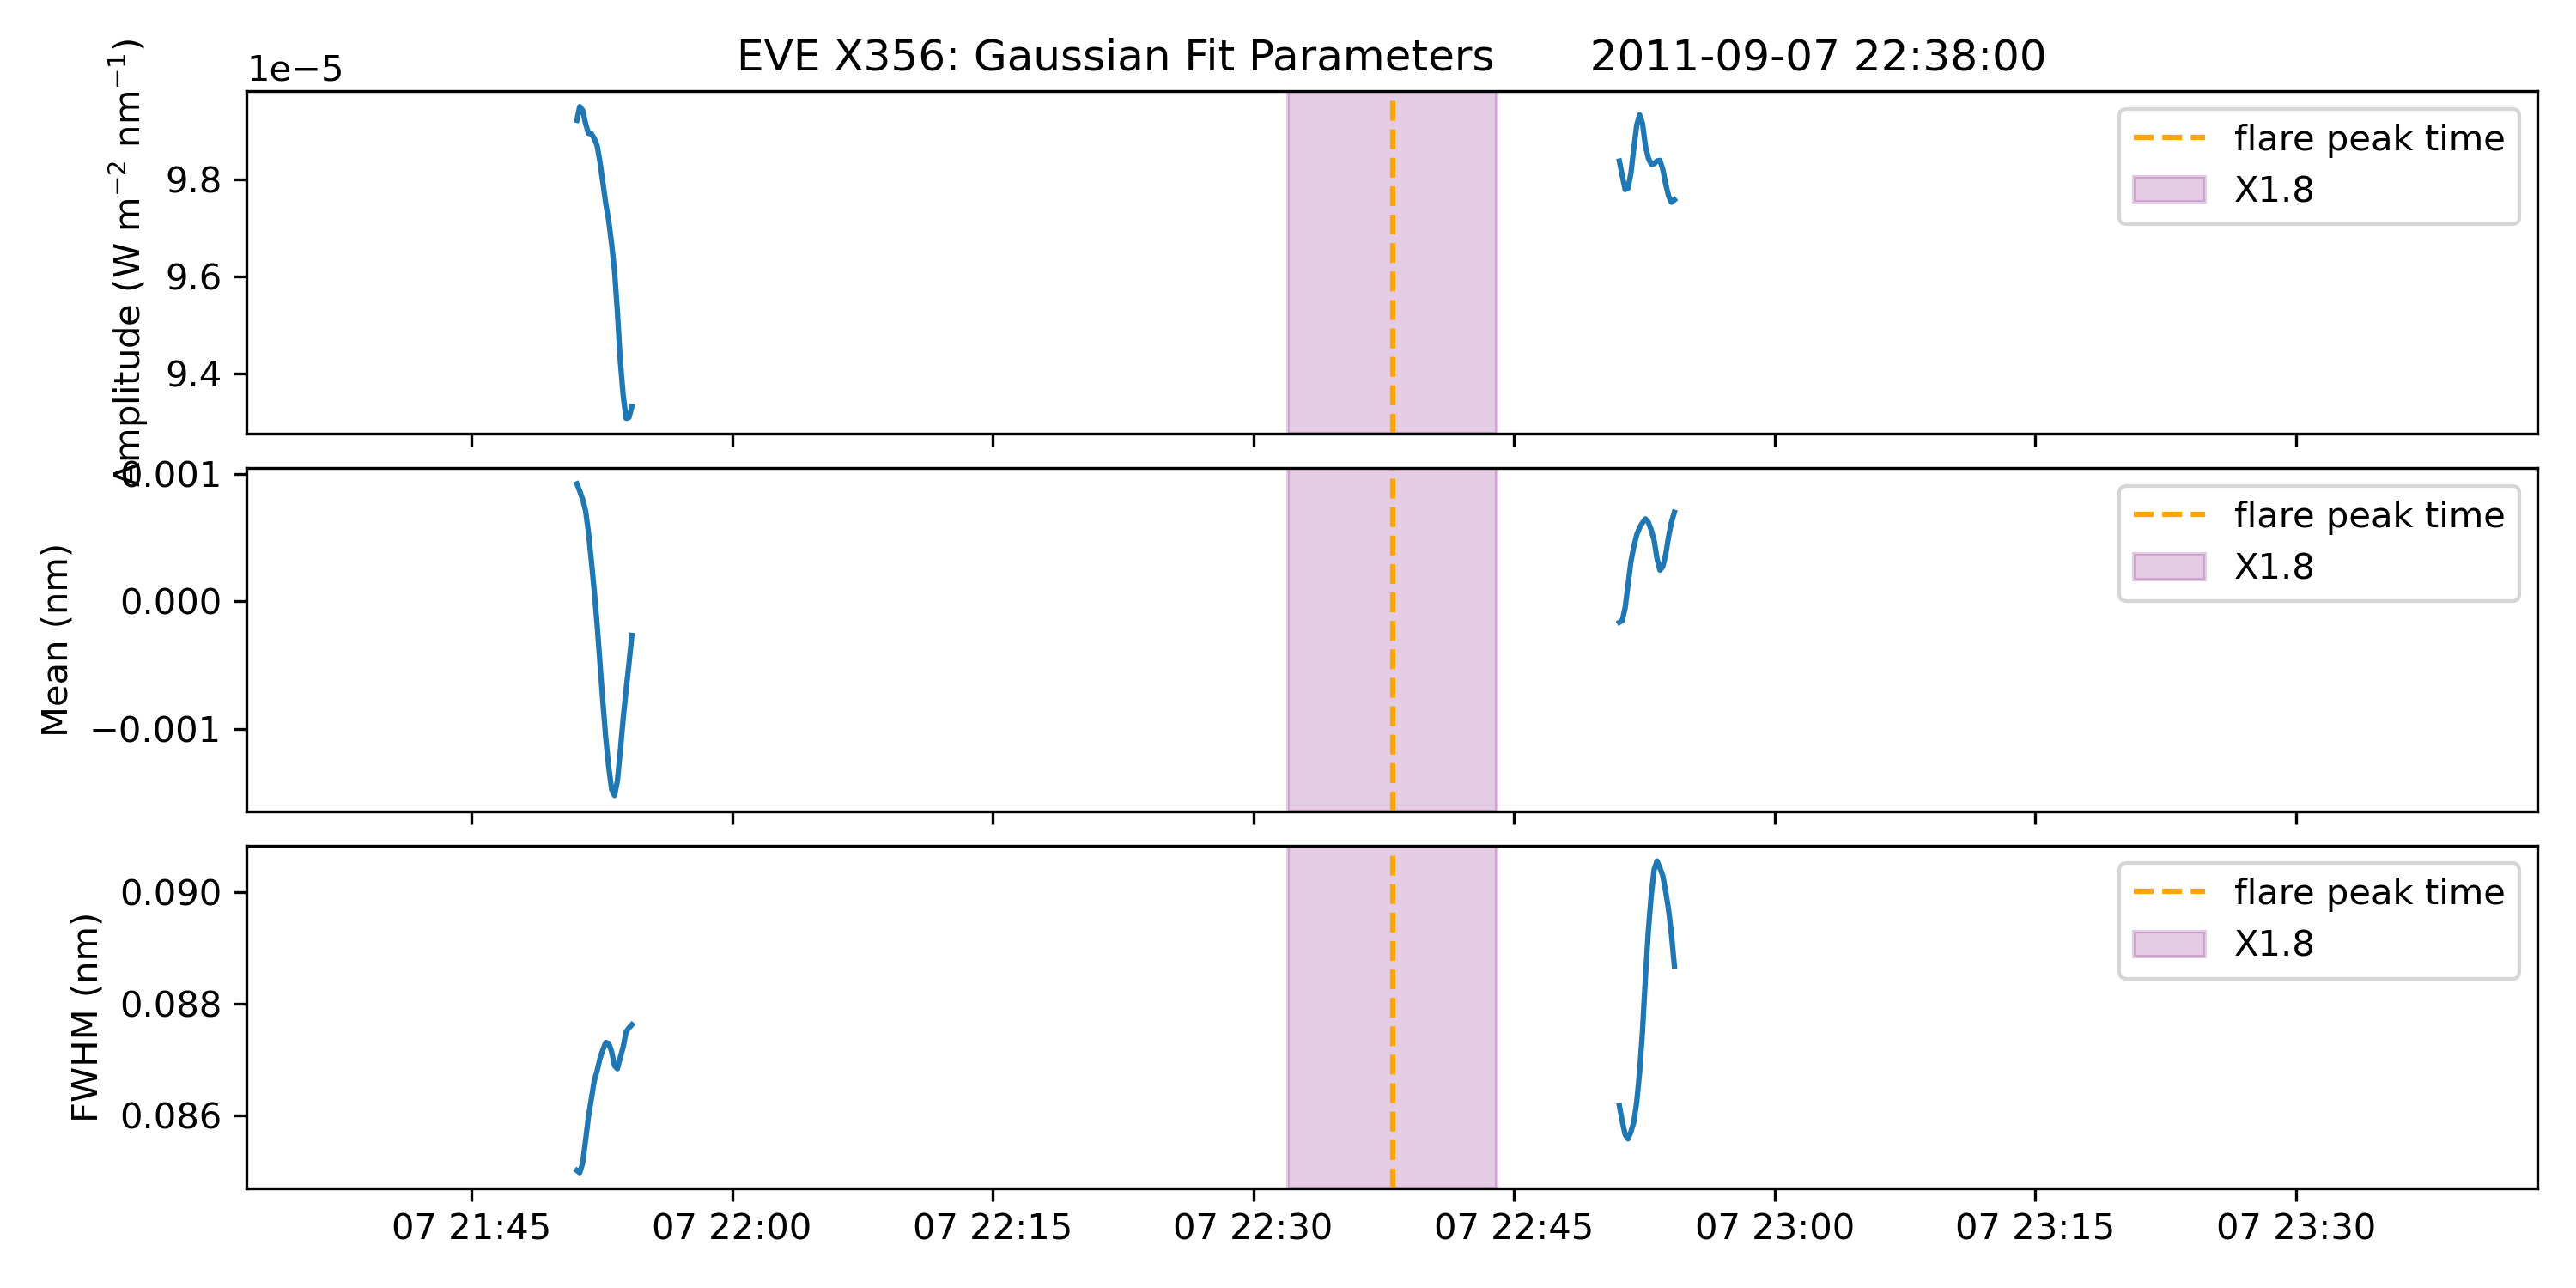 EVE X356: Gaussian Fit Parameters 2011-09-07 22:38:00
1e−5
Amplitude (W m⁻² nm⁻¹)
9.8
9.6
9.4
flare peak time
X1.8
Mean (nm)
0.001
0.000
−0.001
flare peak time
X1.8
FWHM (nm)
0.090
0.088
0.086
flare peak time
X1.8
07 21:45 07 22:00 07 22:15 07 22:30 07 22:45 07 23:00 07 23:15 07 23:30